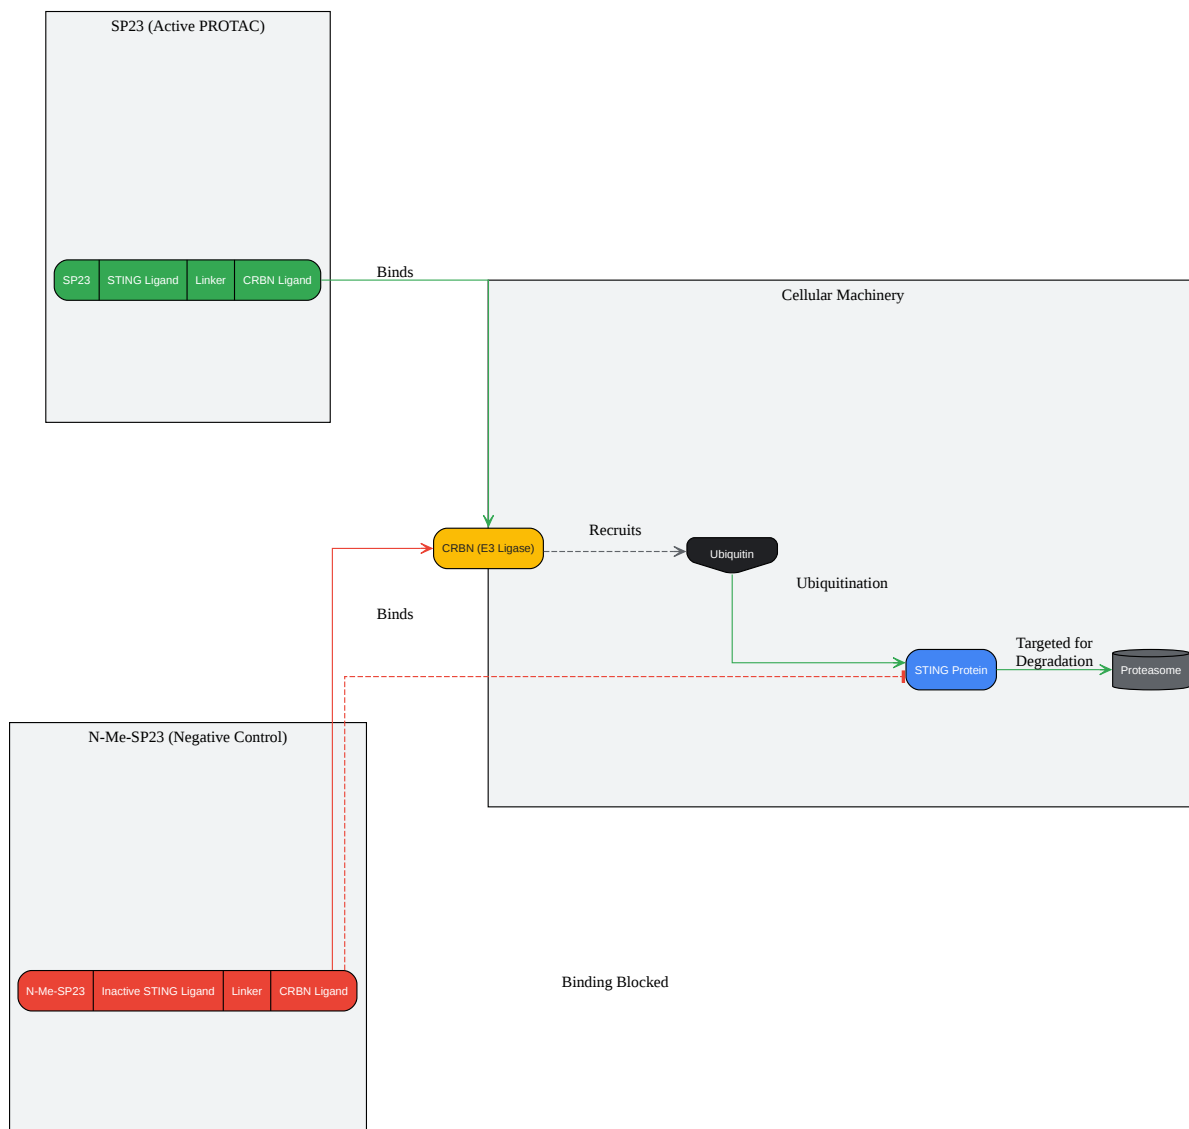 SP23 (Active PROTAC)
SP23
STING Ligand
Linker
CRBN Ligand
Binds
Cellular Machinery
CRBN (E3 Ligase)
Recruits
Ubiquitin
Ubiquitination
Binds
STING Protein
Targeted for
Degradation
Proteasome
N-Me-SP23 (Negative Control)
N-Me-SP23
Inactive STING Ligand
Linker
CRBN Ligand
Binding Blocked